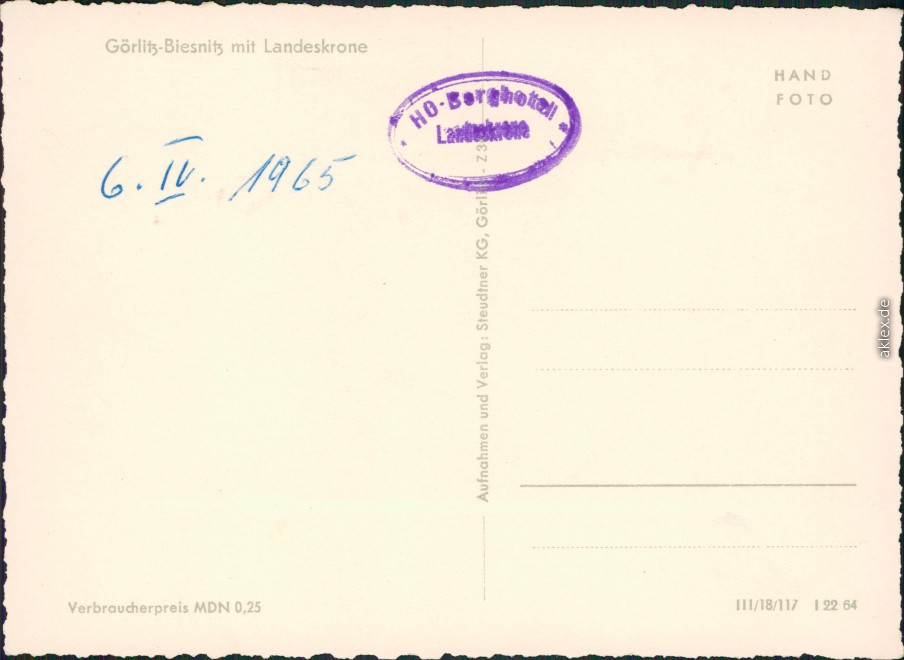 Görlitz-Biesnitz mit Landeskrone
HAND
FOTO
HO-Berghotel
Landeskrone
6. IV. 1965
Aufnahmen und Verlag: Steudtner KG, Görlitz - Z3
Verbraucherpreis MDN 0,25
III/18/117 I 22 64
aklex.de